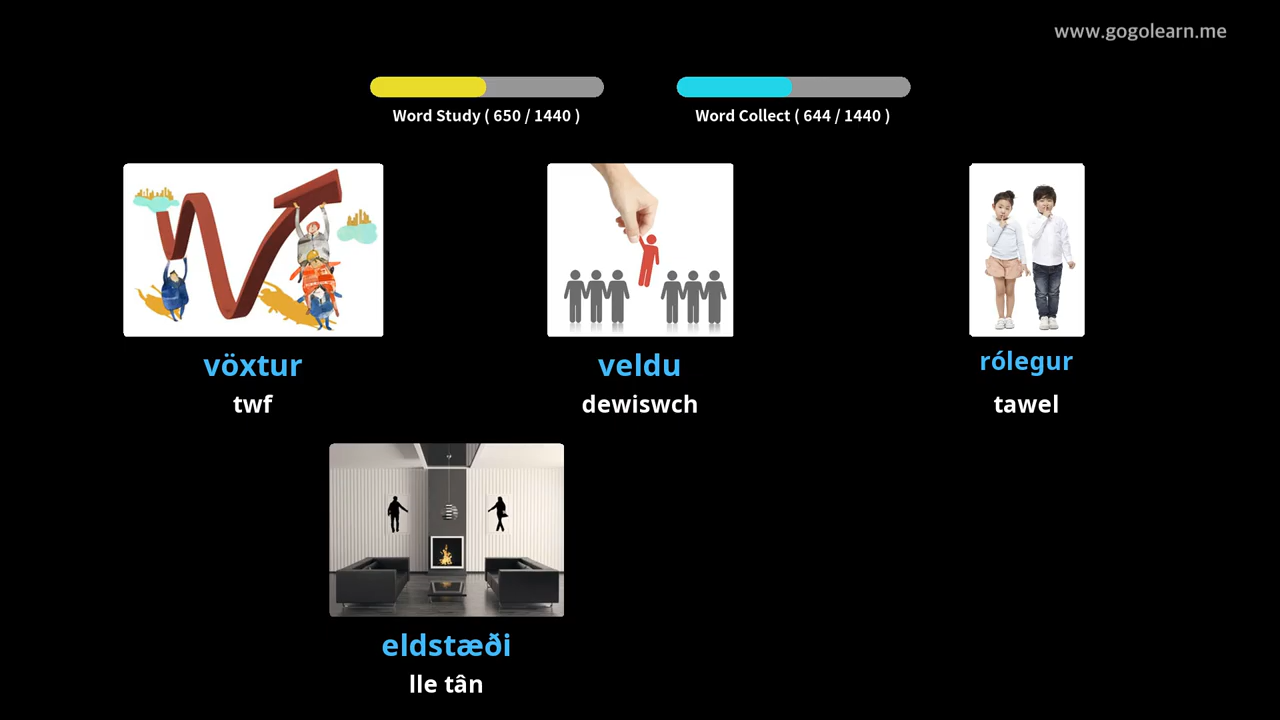 www.gogolearn.me
Word Study ( 650 / 1440 )
Word Collect ( 644 / 1440 )
vöxtur
twf
veldu
dewiswch
rólegur
tawel
eldstæði
lle tân